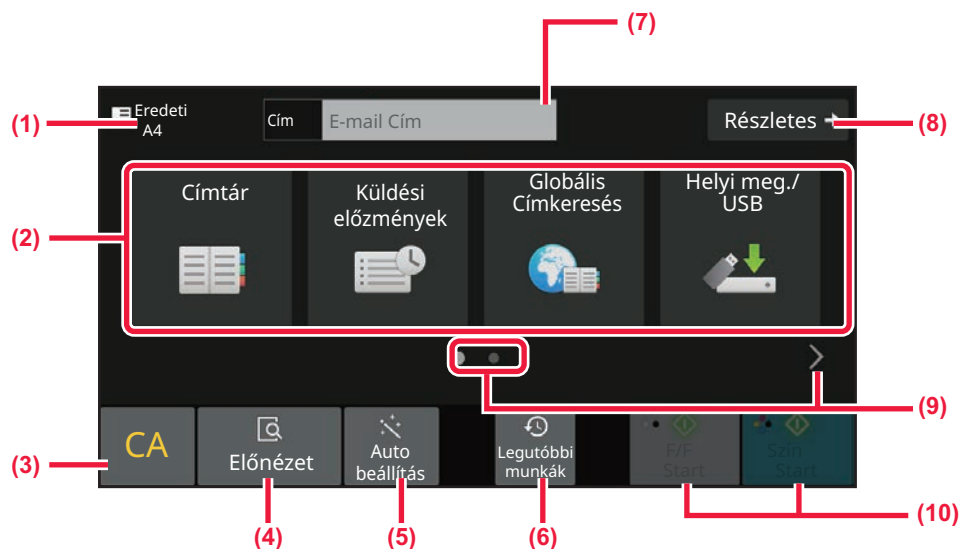 (7)
(1)
Eredeti
A4
Cím
E-mail Cím
Részletes
(8)
(2)
Címtár
Küldési
előzmények
Globális
Címkeresés
Helyi meg./
USB
(9)
(3)
CA
Előnézet
Auto
beállítás
Legutóbbi
munkák
F/F
Start
Szín
Start
(10)
(4)
(5)
(6)